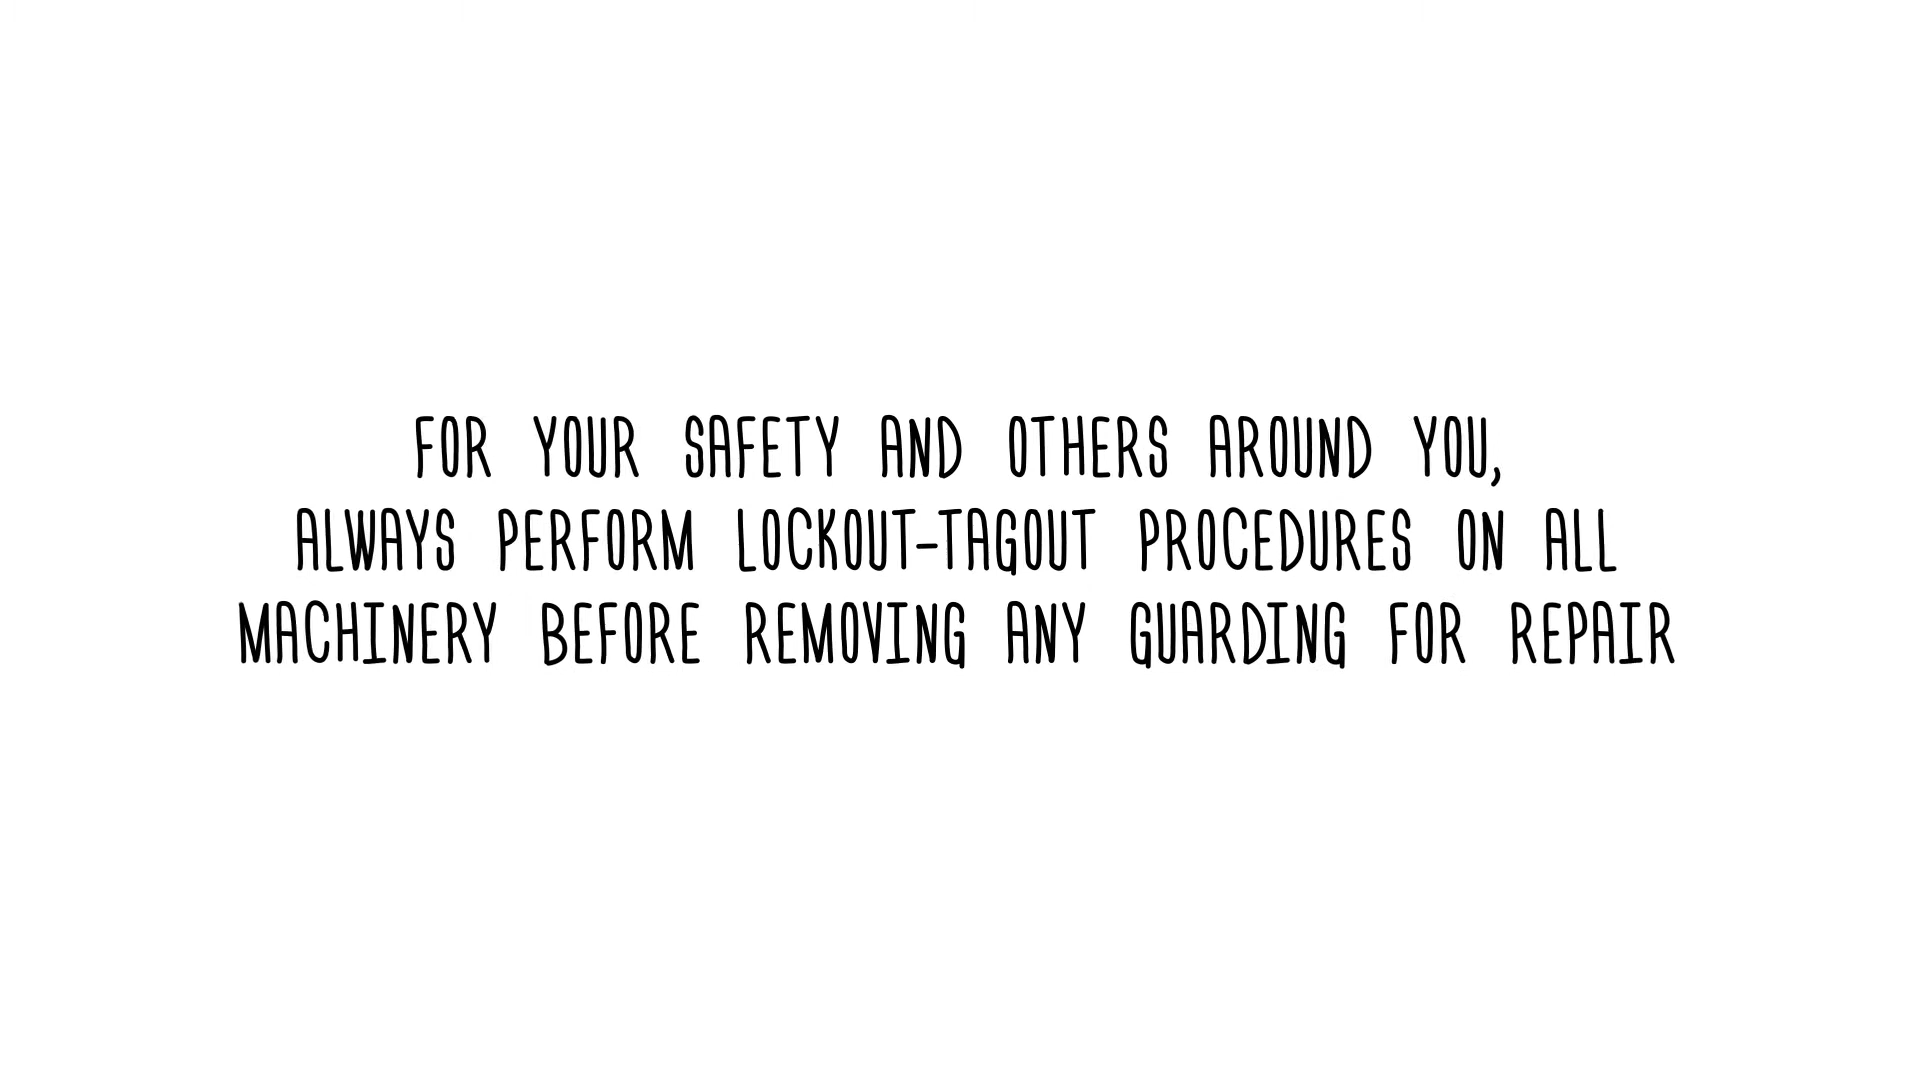 FOR YOUR SAFETY AND OTHERS AROUND YOU,
ALWAYS PERFORM LOCKOUT-TAGOUT PROCEDURES ON ALL
MACHINERY BEFORE REMOVING ANY GUARDING FOR REPAIR